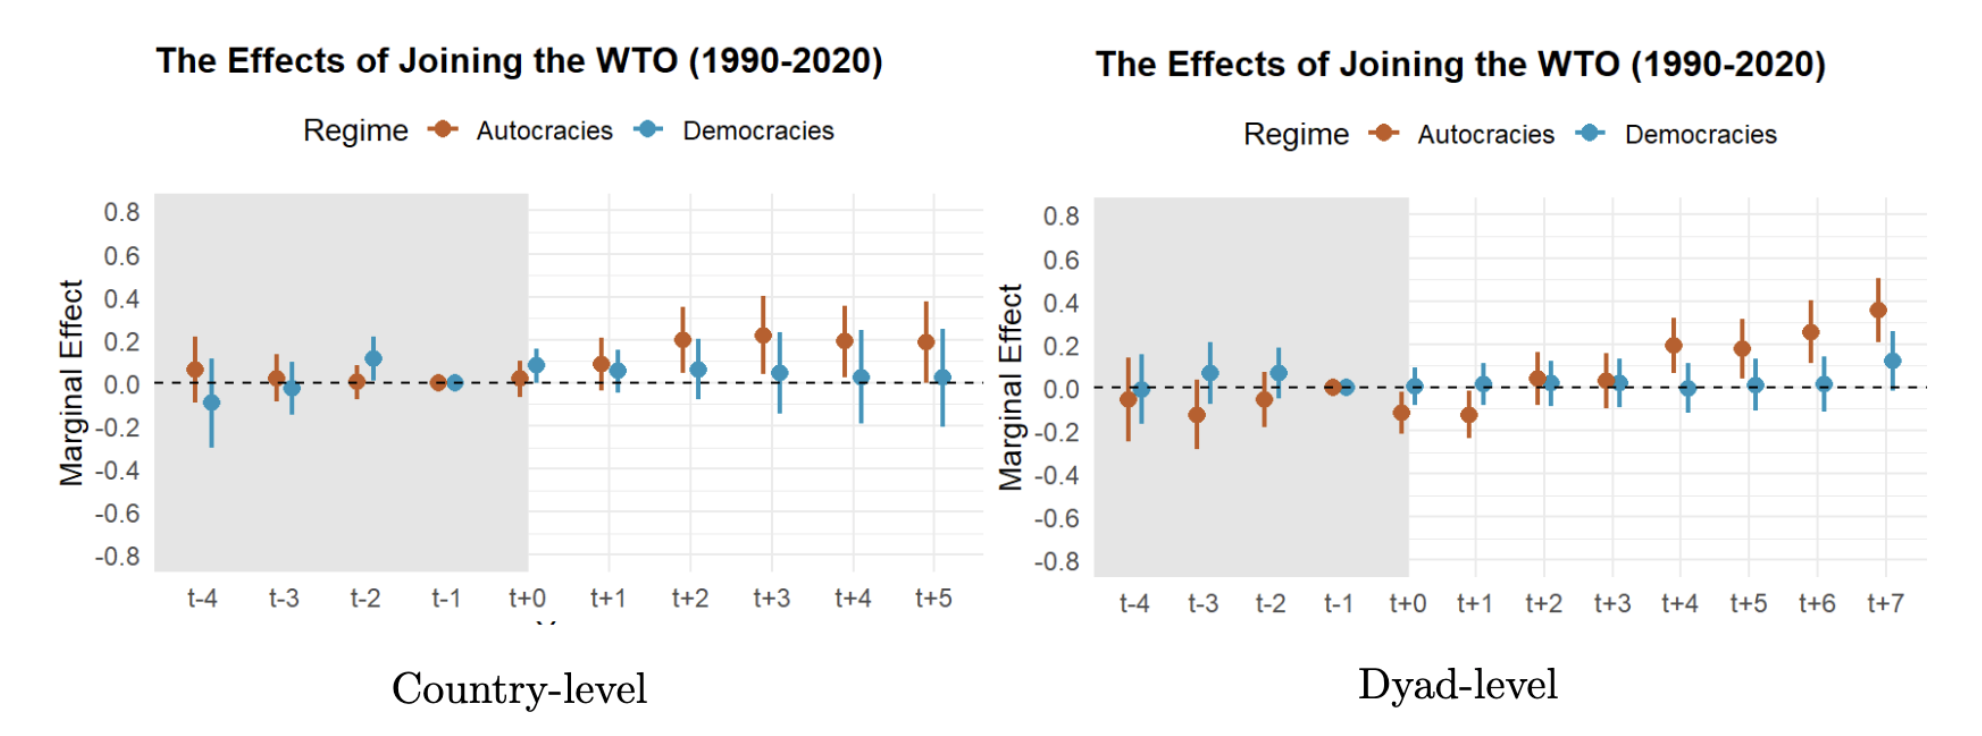 The Effects of Joining the WTO (1990-2020)
Regime Autocracies Democracies
Marginal Effect
0.8
0.6
0.4
0.2
0.0
-0.2
-0.4
-0.6
-0.8
t-4 t-3 t-2 t-1 t+0 t+1 t+2 t+3 t+4 t+5
Country-level
The Effects of Joining the WTO (1990-2020)
Regime Autocracies Democracies
Marginal Effect
0.8
0.6
0.4
0.2
0.0
-0.2
-0.4
-0.6
-0.8
t-4 t-3 t-2 t-1 t+0 t+1 t+2 t+3 t+4 t+5 t+6 t+7
Dyad-level